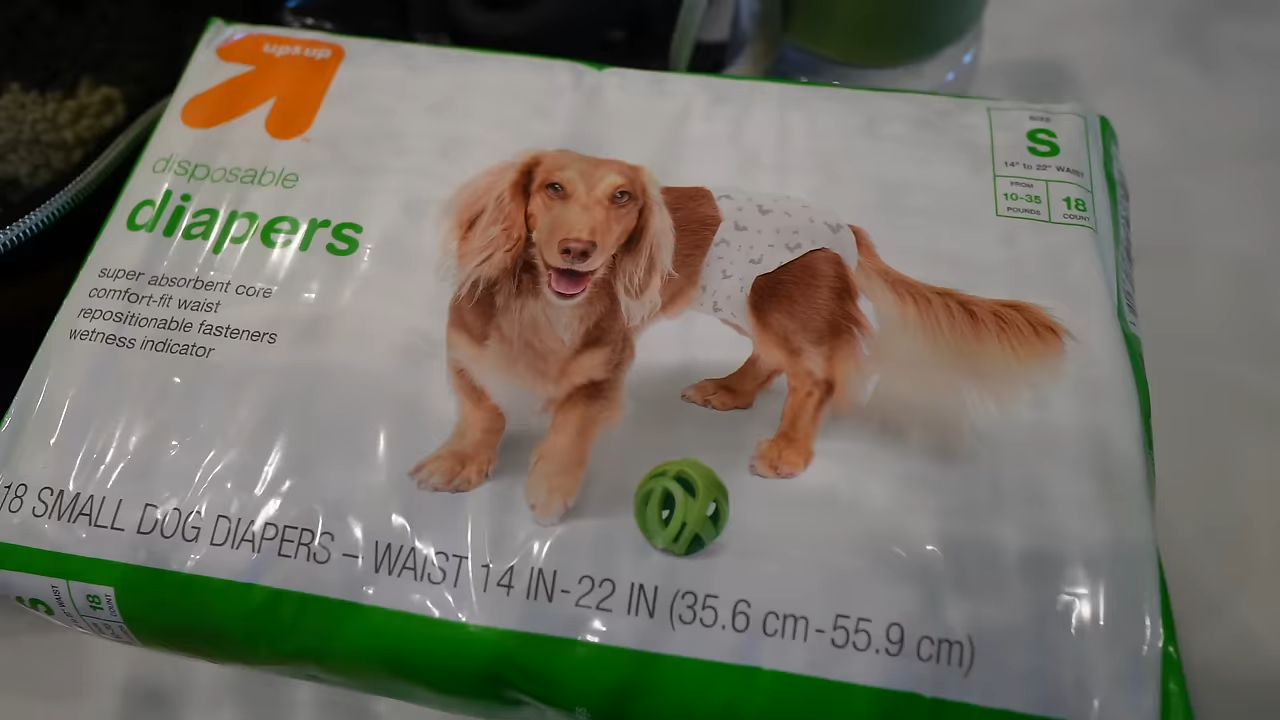 upsup
disposable
diapers
super absorbent core
comfort-fit waist
repositionable fasteners
wetness indicator
SIZE
S
14" to 22" WAIST
FROM
10-35
POUNDS
18
COUNT
18 SMALL DOG DIAPERS – WAIST 14 IN-22 IN (35.6 cm-55.9 cm)
S
WAIST
18
COUNT